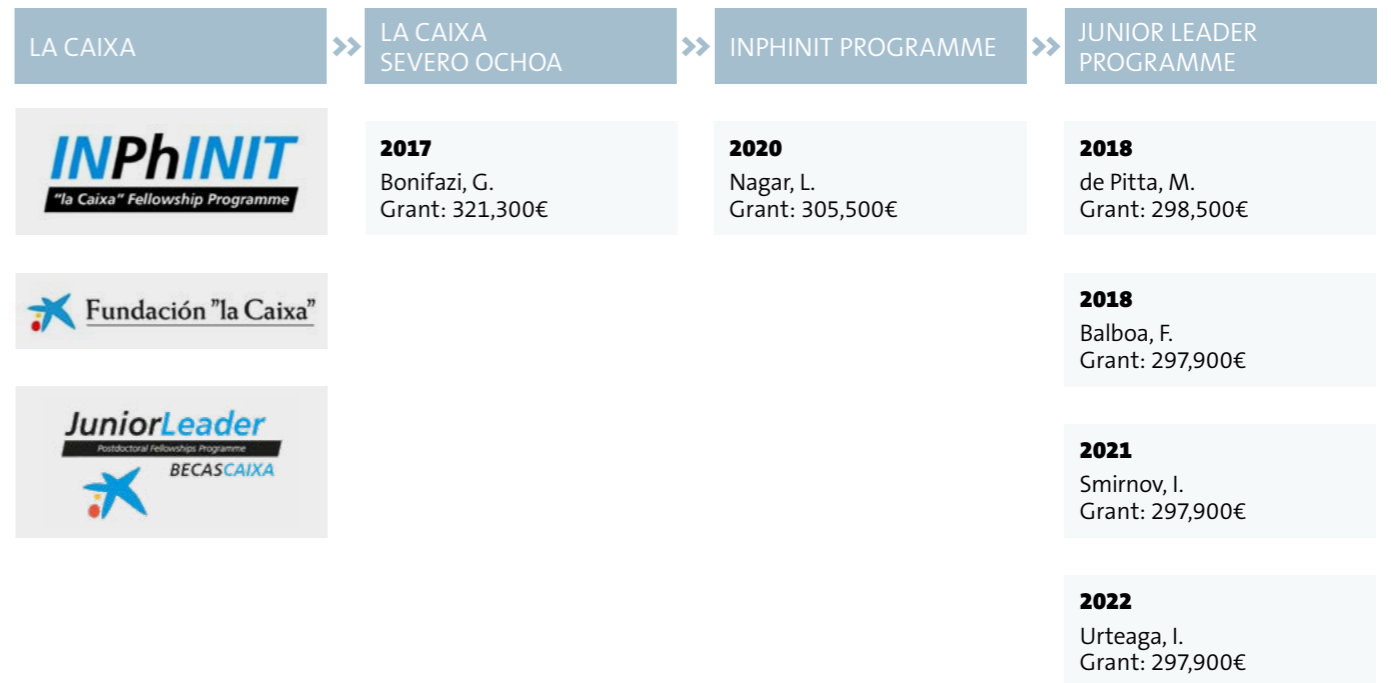 LA CAIXA
LA CAIXA
SEVERO OCHOA
INPHINIT PROGRAMME
JUNIOR LEADER
PROGRAMME
INPhINIT
"la Caixa" Fellowship Programme
Fundación "la Caixa"
JuniorLeader
Postdoctoral Fellowships Programme
BECASCAIXA
2017
Bonifazi, G.
Grant: 321,300€
2020
Nagar, L.
Grant: 305,500€
2018
de Pitta, M.
Grant: 298,500€
2018
Balboa, F.
Grant: 297,900€
2021
Smirnov, I.
Grant: 297,900€
2022
Urteaga, I.
Grant: 297,900€